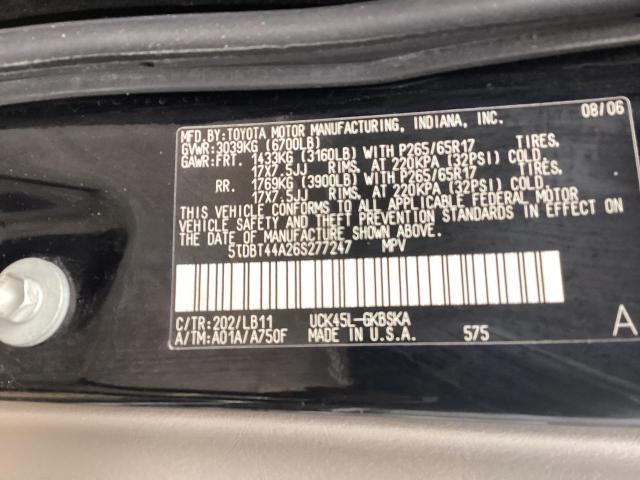 MFD. BY: TOYOTA MOTOR MANUFACTURING, INDIANA, INC. 08/06
GVWR: 3039KG (6700LB)
GAWR: FRT. 1433KG (3160LB) WITH P265/65R17 TIRES,
17X7.5JJ RIMS, AT 220KPA (32PSI) COLD.
RR. 1769KG (3900LB) WITH P265/65R17 TIRES,
17X7.5JJ RIMS, AT 220KPA (32PSI) COLD.
THIS VEHICLE CONFORMS TO ALL APPLICABLE FEDERAL MOTOR
VEHICLE SAFETY AND THEFT PREVENTION STANDARDS IN EFFECT ON
THE DATE OF MANUFACTURE SHOWN ABOVE.
5TDBT44A26S277247 MPV
C/TR: 202/LB11 UCK45L-GKBSKA
A/TM: A01A/A750F MADE IN U.S.A. 575 A